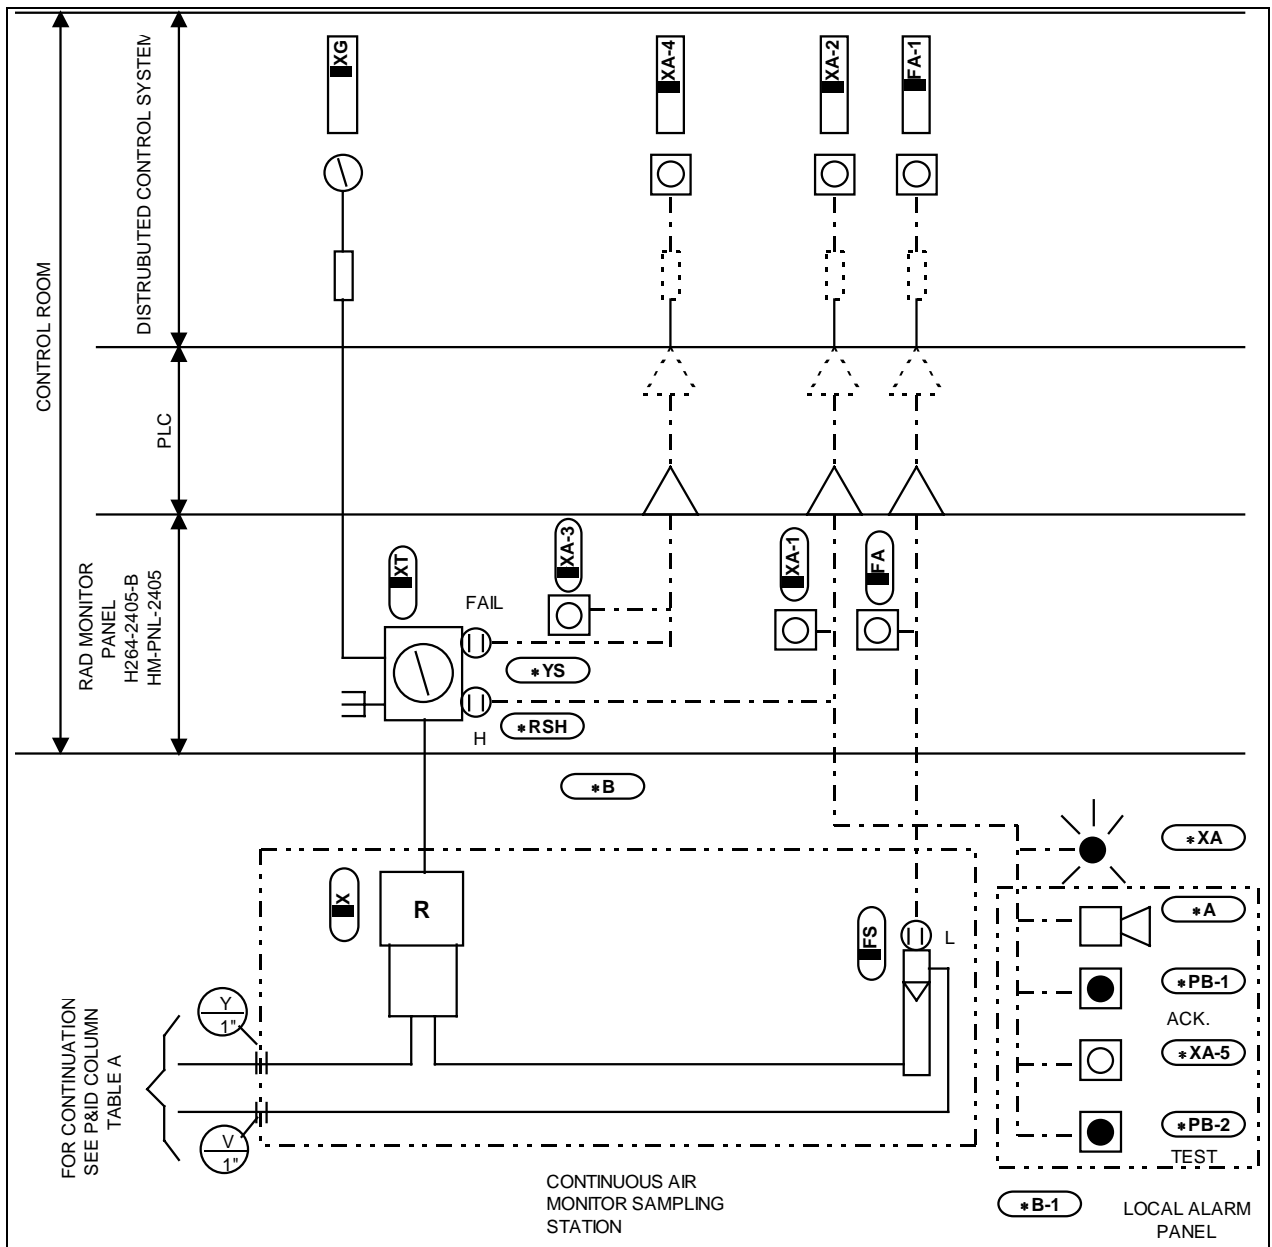 CONTROL ROOM
DISTRUBUTED CONTROL SYSTEM
XG
XA-4
XA-2
FA-1
PLC
RAD MONITOR
PANEL
H264-2405-B
HM-PNL-2405
XT
FAIL
XA-3
XA-1
FA
*YS
*RSH
H
*B
X
R
FS
L
*XA
*A
*PB-1
ACK.
*XA-5
*PB-2
TEST
*B-1
LOCAL ALARM
PANEL
FOR CONTINUATION
SEE P&ID COLUMN
TABLE A
Y
1"
V
1"
CONTINUOUS AIR
MONITOR SAMPLING
STATION